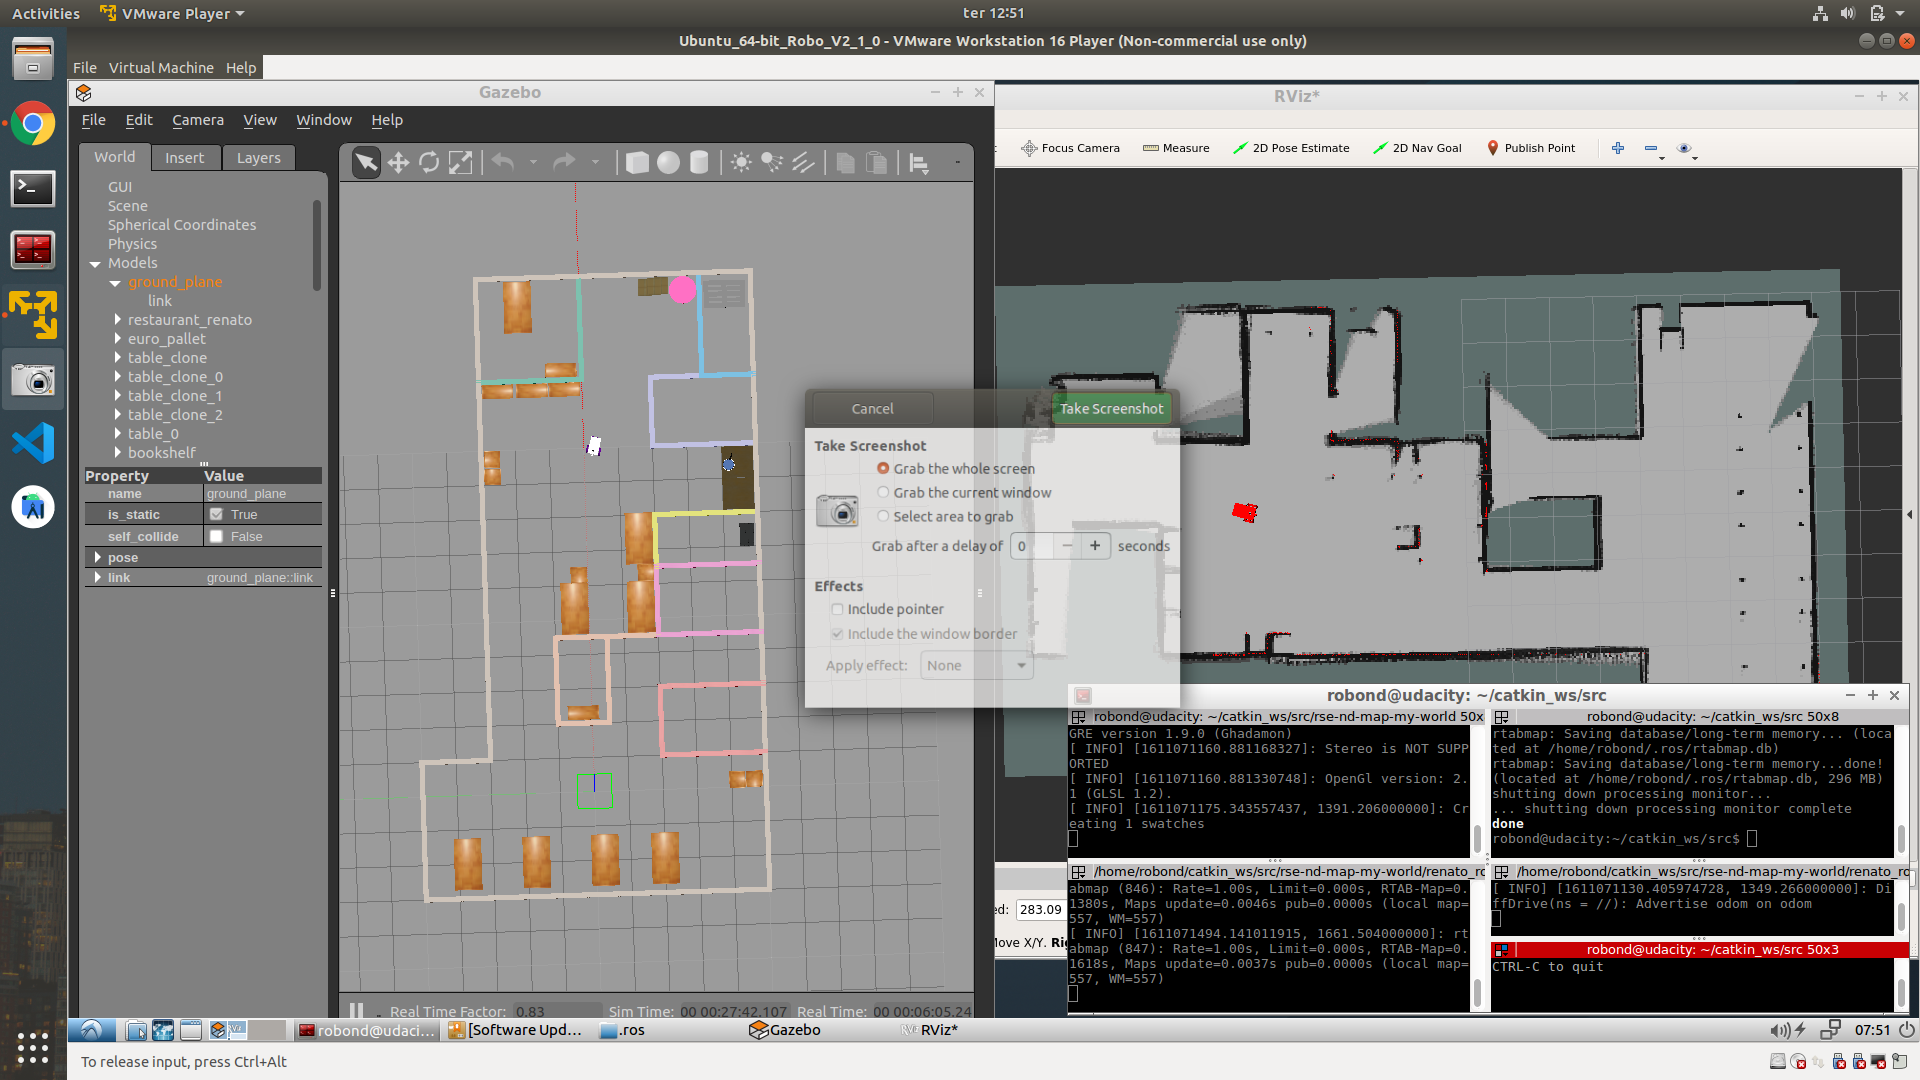 Activities
VMware Player
ter 12:51
Ubuntu_64-bit_Robo_V2_1_0 - VMware Workstation 16 Player (Non-commercial use only)
File Virtual Machine Help
Gazebo
File Edit Camera View Window Help
World Insert Layers
GUI
Scene
Spherical Coordinates
Physics
Models
ground_plane
link
restaurant_renato
euro_pallet
table_clone
table_clone_0
table_clone_1
table_clone_2
table_0
bookshelf
Property Value
name ground_plane
is_static True
self_collide False
pose
link ground_plane::link
Real Time Factor: 0.83 Sim Time: 00 00:27:42.107 Real Time: 00 00:06:05.24
RViz*
Focus Camera Measure 2D Pose Estimate 2D Nav Goal Publish Point
Cancel Take Screenshot
Take Screenshot
Grab the whole screen
Grab the current window
Select area to grab
Grab after a delay of 0 seconds
Effects
Include pointer
Include the window border
Apply effect: None
ed: 283.09
Move X/Y.
robond@udacity: ~/catkin_ws/src
robond@udacity: ~/catkin_ws/src/rse-nd-map-my-world 50x
GRE version 1.9.0 (Ghadamon)
[ INFO] [1611071160.881168327]: Stereo is NOT SUPP
ORTED
[ INFO] [1611071160.881330748]: OpenGl version: 2.
1 (GLSL 1.2).
[ INFO] [1611071175.343557437, 1391.206000000]: Cr
eating 1 swatches
robond@udacity: ~/catkin_ws/src 50x8
rtabmap: Saving database/long-term memory... (loca
ted at /home/robond/.ros/rtabmap.db)
rtabmap: Saving database/long-term memory...done!
(located at /home/robond/.ros/rtabmap.db, 296 MB)
shutting down processing monitor...
... shutting down processing monitor complete
done
robond@udacity:~/catkin_ws/src$
/home/robond/catkin_ws/src/rse-nd-map-my-world/renato_ro
abmap (846): Rate=1.00s, Limit=0.000s, RTAB-Map=0.
1380s, Maps update=0.0046s pub=0.0000s (local map=
557, WM=557)
[ INFO] [1611071494.141011915, 1661.504000000]: rt
abmap (847): Rate=1.00s, Limit=0.000s, RTAB-Map=0.
1618s, Maps update=0.0037s pub=0.0000s (local map=
557, WM=557)
/home/robond/catkin_ws/src/rse-nd-map-my-world/renato_ro
[ INFO] [1611071130.405974728, 1349.266000000]: Di
ffDrive(ns = //): Advertise odom on odom
robond@udacity: ~/catkin_ws/src 50x3
CTRL-C to quit
robond@udaci... [Software Upd... .ros Gazebo RViz* 07:51
To release input, press Ctrl+Alt